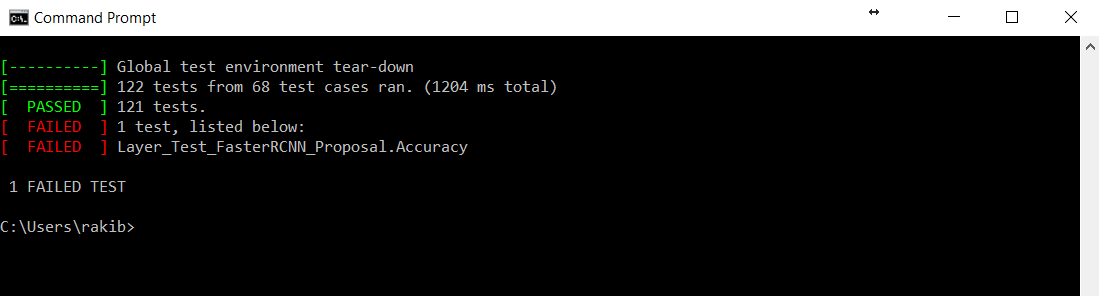 Command Prompt
[----------] Global test environment tear-down
[==========] 122 tests from 68 test cases ran. (1204 ms total)
[  PASSED  ] 121 tests.
[  FAILED  ] 1 test, listed below:
[  FAILED  ] Layer_Test_FasterRCNN_Proposal.Accuracy
 1 FAILED TEST
C:\Users\rakib>